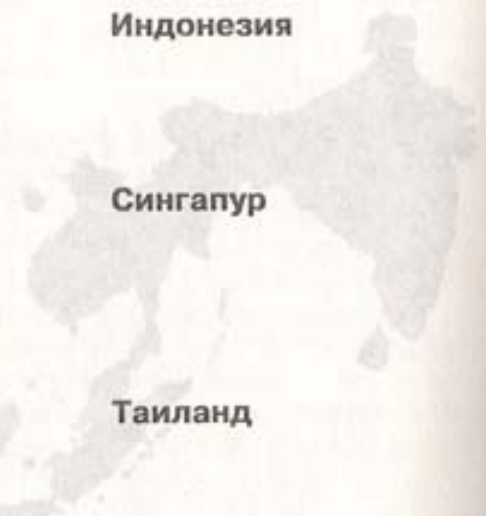 Индонезия
Сингапур
Таиланд